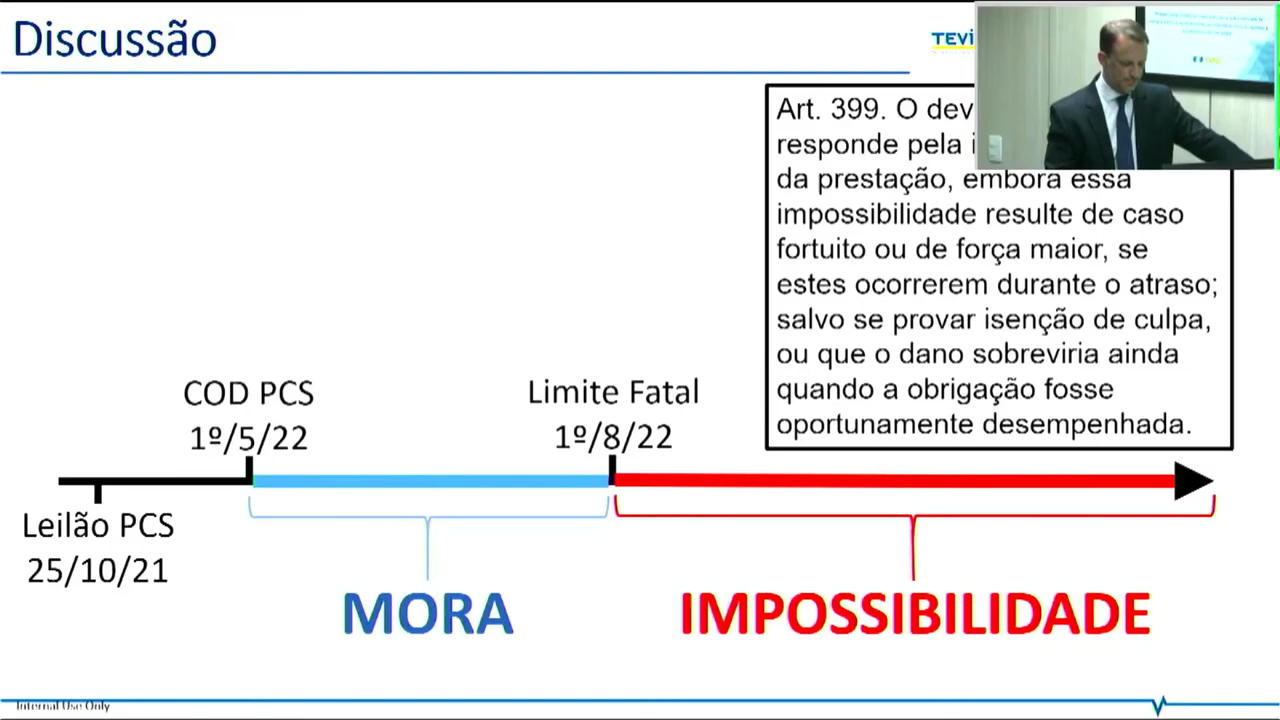 Discussão
TEVI
Art. 399. O dev
responde pela i
da prestação, embora essa
impossibilidade resulte de caso
fortuito ou de força maior, se
estes ocorrerem durante o atraso;
salvo se provar isenção de culpa,
ou que o dano sobreviria ainda
quando a obrigação fosse
oportunamente desempenhada.
COD PCS
1º/5/22
Limite Fatal
1º/8/22
Leilão PCS
25/10/21
MORA
IMPOSSIBILIDADE
Internal Use Only